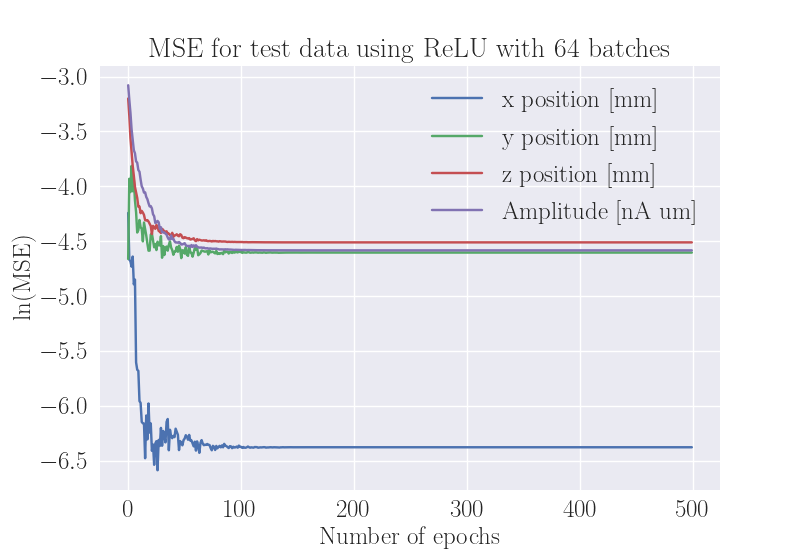 MSE for test data using ReLU with 64 batches
−3.0
−3.5
−4.0
−4.5
−5.0
−5.5
−6.0
−6.5
ln(MSE)
x position [mm]
y position [mm]
z position [mm]
Amplitude [nA um]
0 100 200 300 400 500
Number of epochs